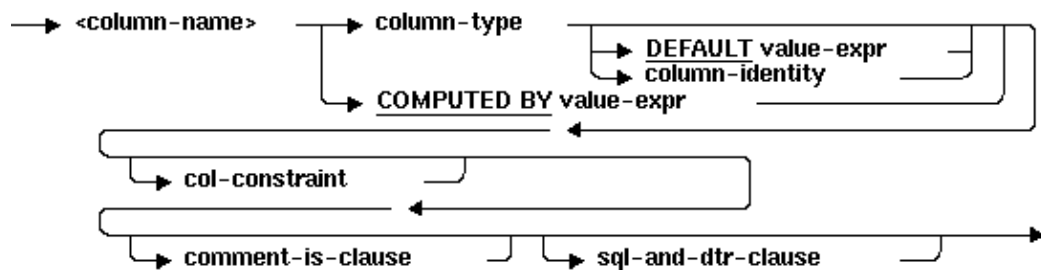 <column-name> column-type
DEFAULT value-expr
column-identity
COMPUTED BY value-expr
col-constraint
comment-is-clause sql-and-dtr-clause